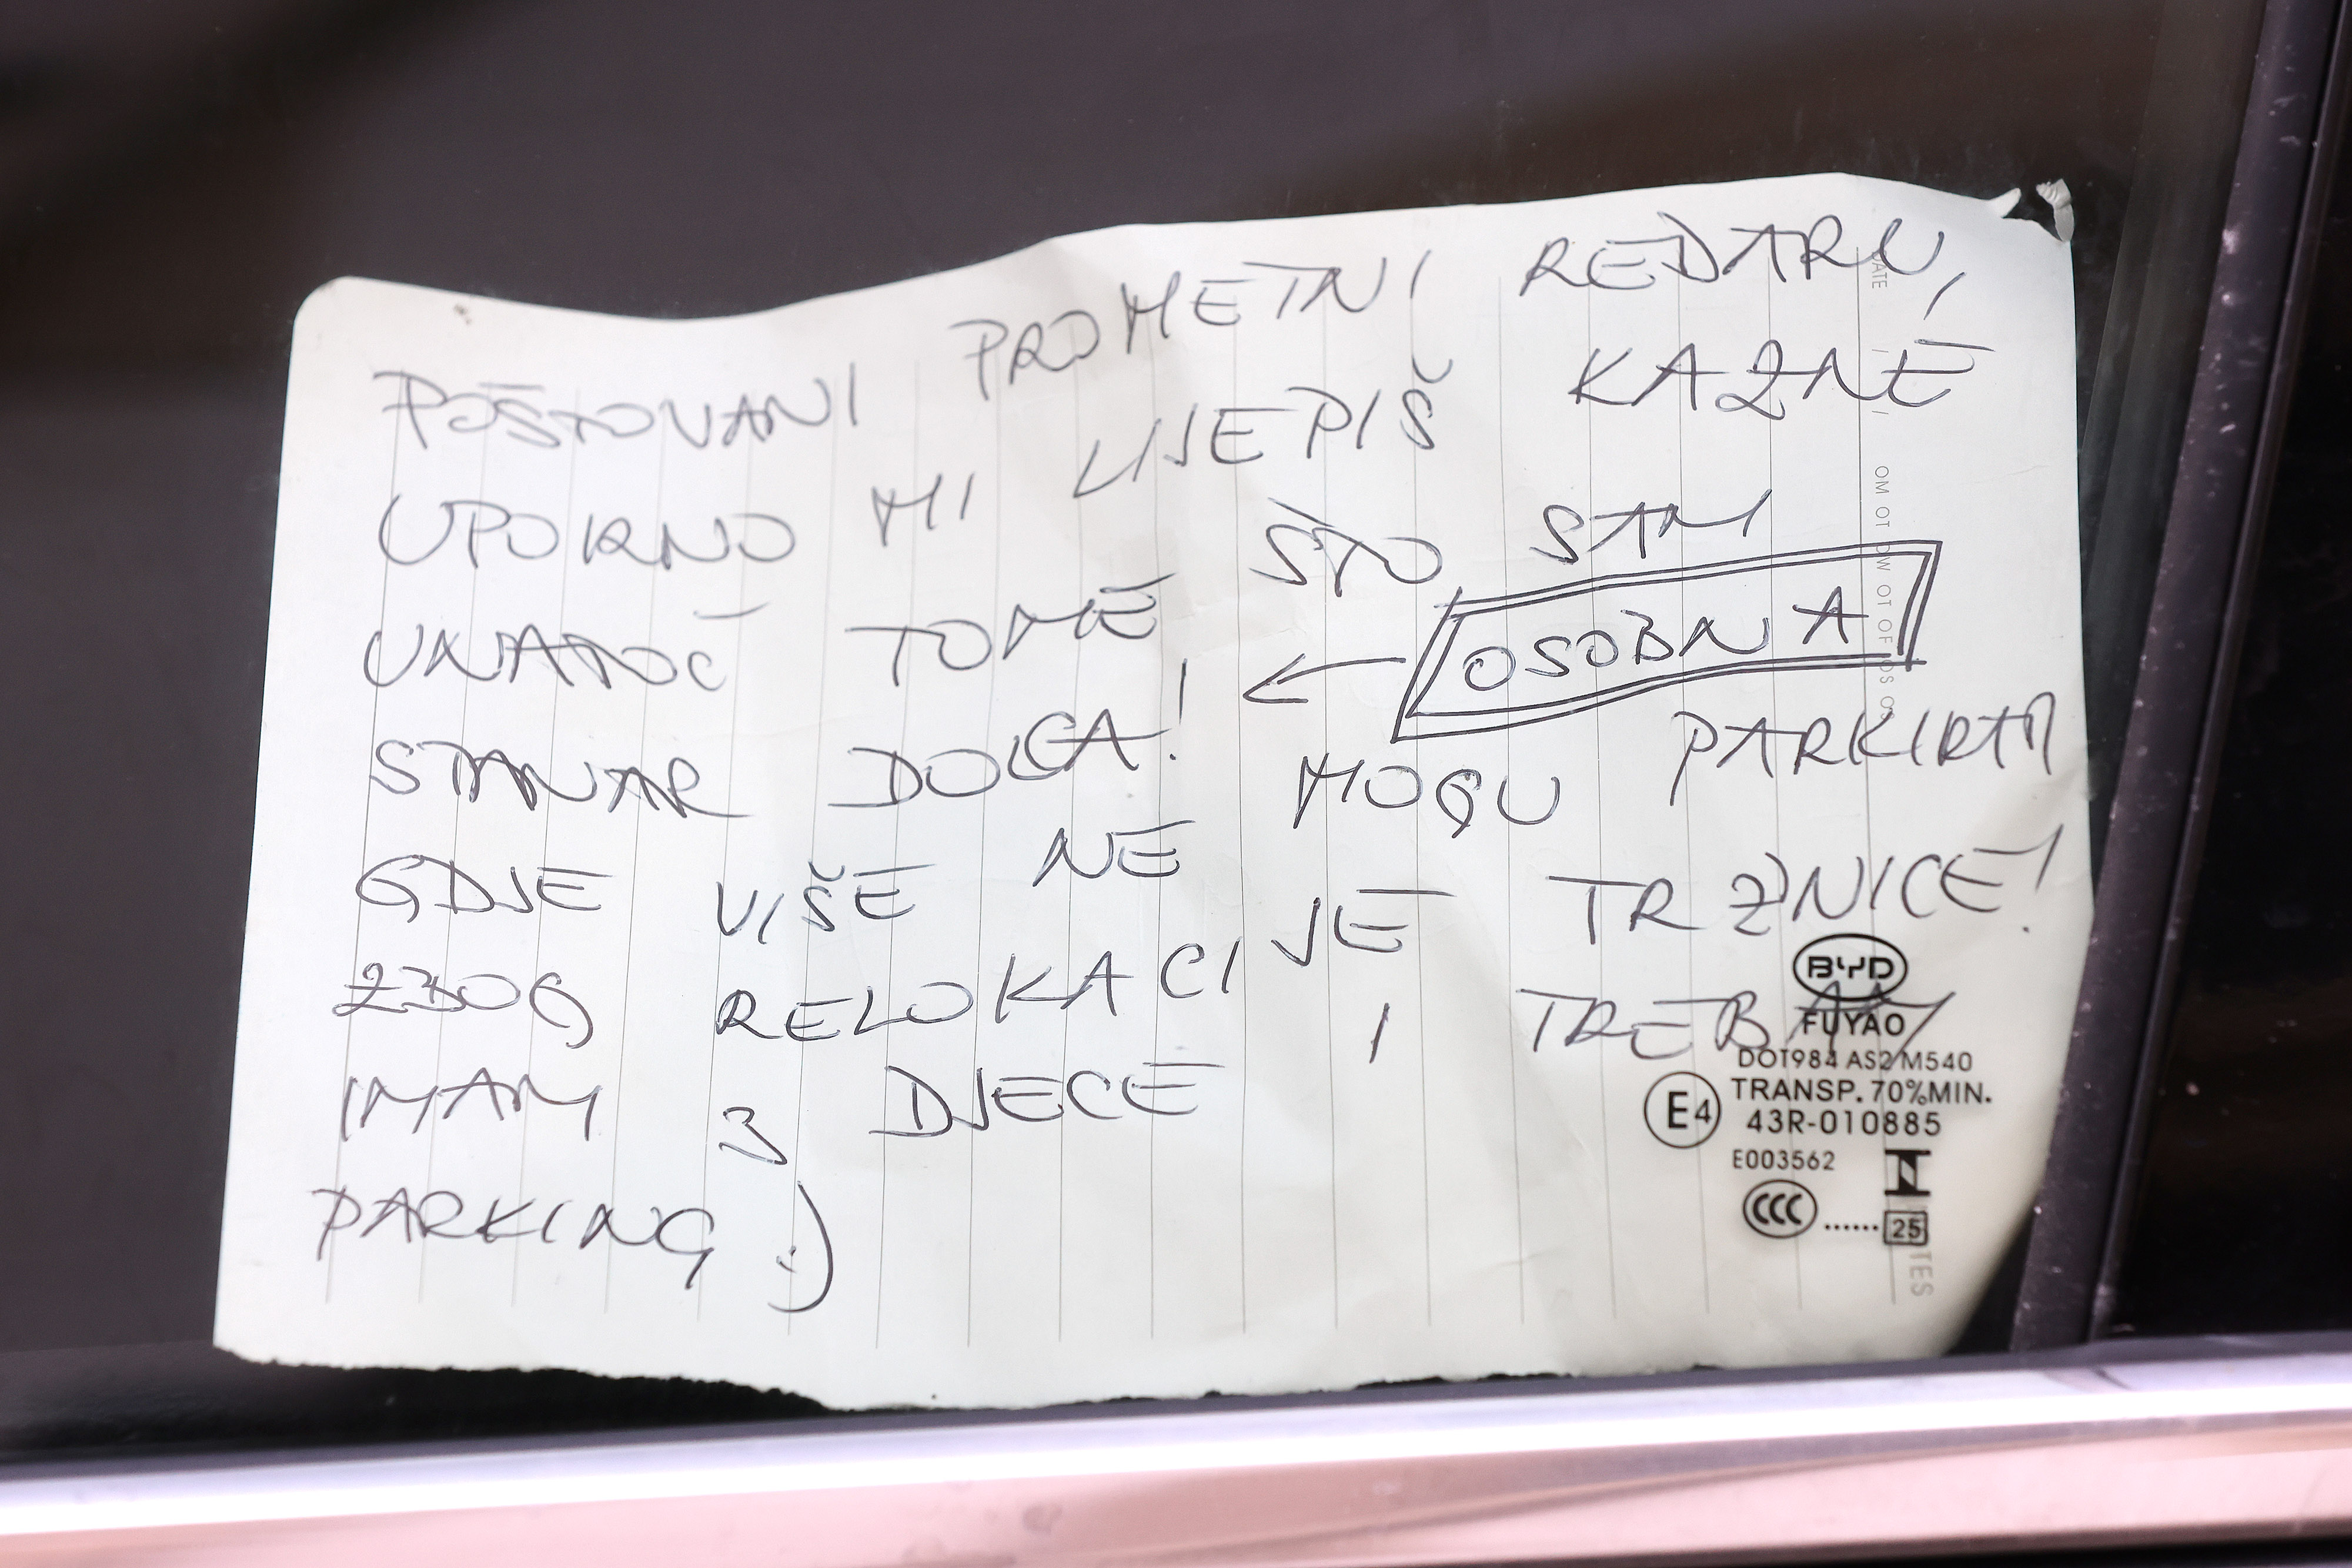 POŠTOVANI PROMETNI REDARU,
UPORNO MI LIJEPIŠ KAZNE
UNATOČ TOME ŠTO SAM
STANAR DOLCA! ← OSOBNA
GDJE VIŠE NE MOGU PARKIRATI
ZBOG RELOKACIJE TRŽNICE!
IMAM 3 DJECE I TREBAM
PARKING :)
BYD
FUYAO
DOT984 AS2 M540
TRANSP. 70%MIN.
E4 43R-010885
E003562
CCC ...... 25